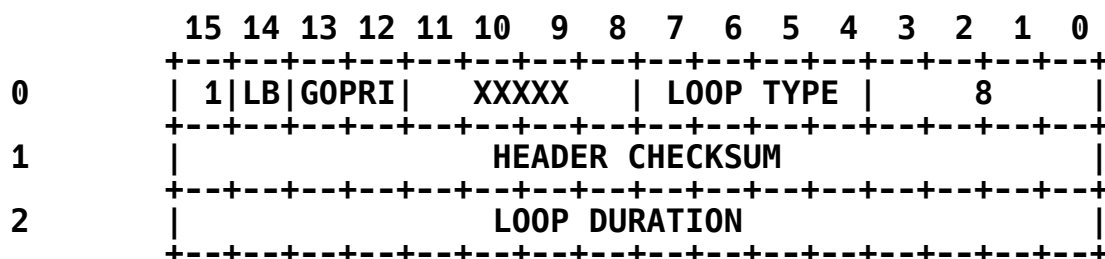 15 14 13 12 11 10 9 8 7 6 5 4 3 2 1 0
+--+--+--+--+--+--+--+--+--+--+--+--+--+--+--+--+
0 | 1|LB|GOPRI| XXXXX | LOOP TYPE | 8 |
+--+--+--+--+--+--+--+--+--+--+--+--+--+--+--+--+
1 | HEADER CHECKSUM |
+--+--+--+--+--+--+--+--+--+--+--+--+--+--+--+--+
2 | LOOP DURATION |
+--+--+--+--+--+--+--+--+--+--+--+--+--+--+--+--+